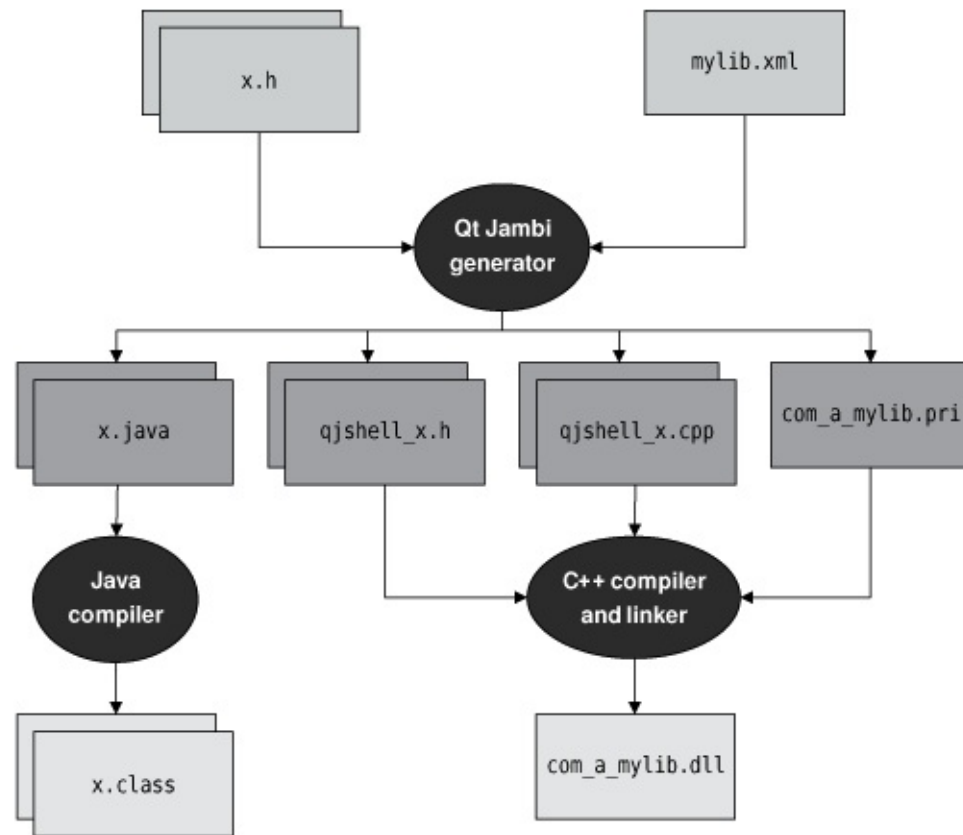 x.h
mylib.xml
Qt Jambi
generator
x.java
qjshell_x.h
qjshell_x.cpp
com_a_mylib.pri
Java
compiler
C++ compiler
and linker
x.class
com_a_mylib.dll